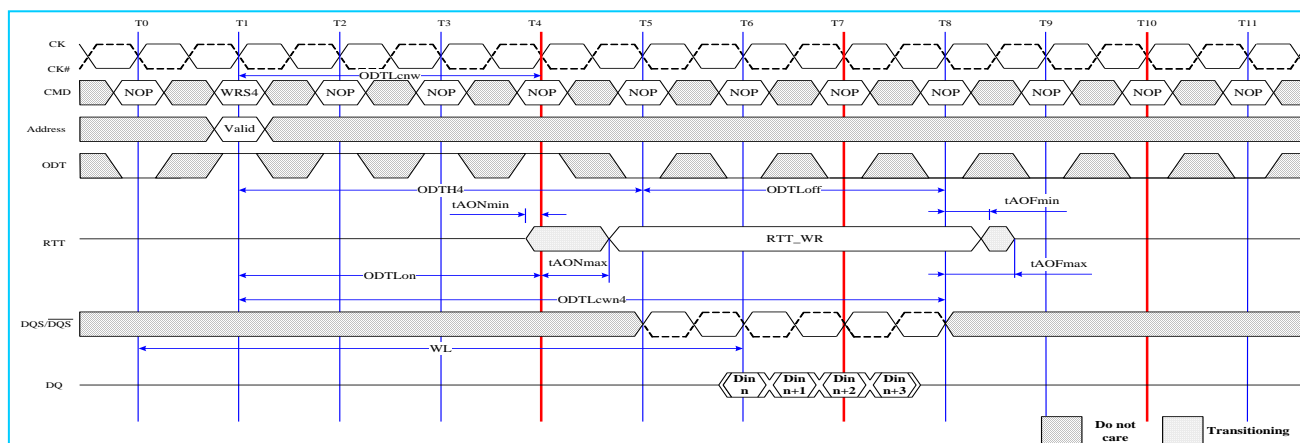 T0 T1 T2 T3 T4 T5 T6 T7 T8 T9 T10 T11
CK
CK#
ODTLcnw
CMD NOP WRS4 NOP NOP NOP NOP NOP NOP NOP NOP NOP NOP
Address Valid
ODT
ODTH4 ODTLoff
tAONmin tAOFmin
RTT RTT_WR
tAONmax tAOFmax
ODTLon
ODTLcwn4
DQS/DQS
WL
DQ Din n Din n+1 Din n+2 Din n+3
Do not care Transitioning